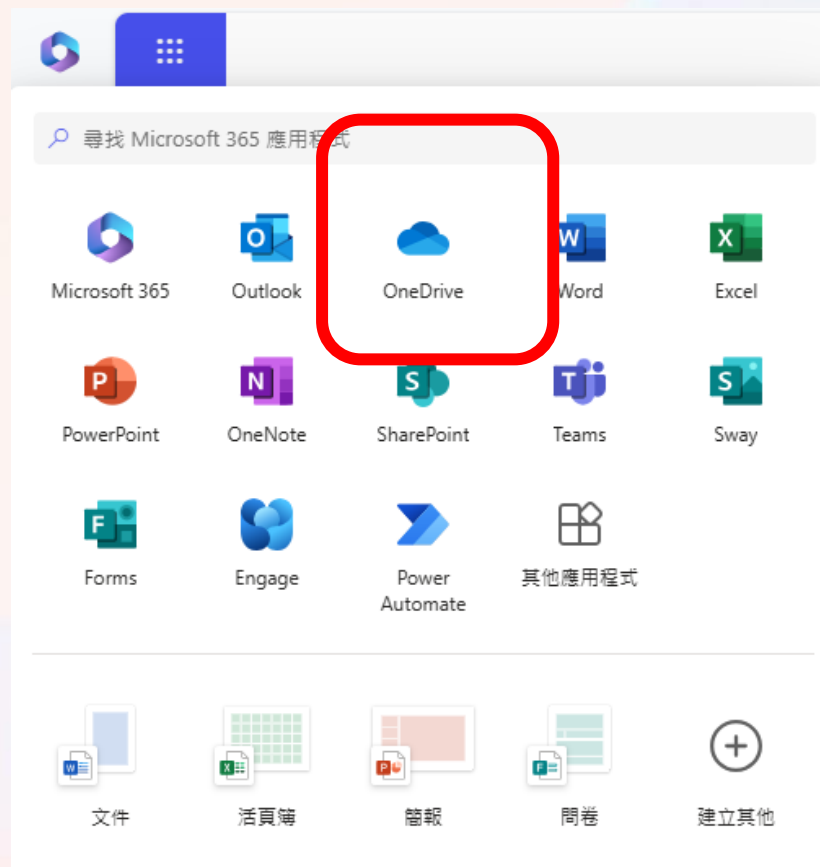 尋找 Microsoft 365 應用程式
Microsoft 365
Outlook
OneDrive
Word
Excel
PowerPoint
OneNote
SharePoint
Teams
Sway
Forms
Engage
Power
Automate
其他應用程式
文件
活頁簿
簡報
問卷
建立其他